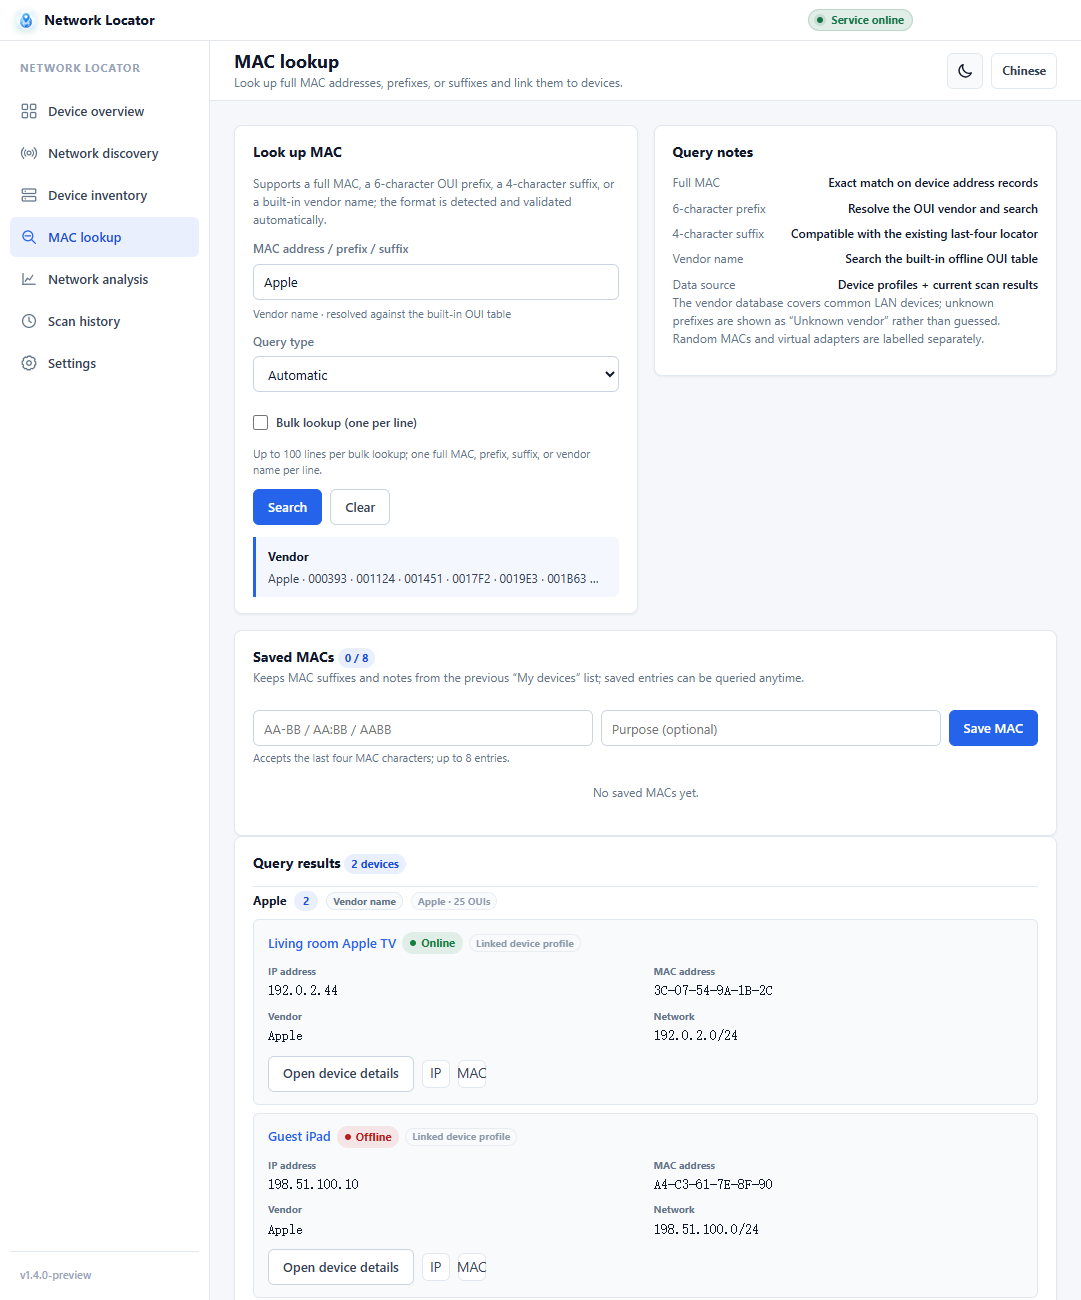 Network Locator
Service online
NETWORK LOCATOR
Device overview
Network discovery
Device inventory
MAC lookup
Network analysis
Scan history
Settings
v1.4.0-preview
MAC lookup
Look up full MAC addresses, prefixes, or suffixes and link them to devices.
Chinese
Look up MAC
Supports a full MAC, a 6-character OUI prefix, a 4-character suffix, or
a built-in vendor name; the format is detected and validated
automatically.
MAC address / prefix / suffix
Apple
Vendor name · resolved against the built-in OUI table
Query type
Automatic
Bulk lookup (one per line)
Up to 100 lines per bulk lookup; one full MAC, prefix, suffix, or vendor
name per line.
Search
Clear
Vendor
Apple · 000393 · 001124 · 001451 · 0017F2 · 0019E3 · 001B63 ...
Query notes
Full MAC Exact match on device address records
6-character prefix Resolve the OUI vendor and search
4-character suffix Compatible with the existing last-four locator
Vendor name Search the built-in offline OUI table
Data source Device profiles + current scan results
The vendor database covers common LAN devices; unknown
prefixes are shown as “Unknown vendor” rather than guessed.
Random MACs and virtual adapters are labelled separately.
Saved MACs 0 / 8
Keeps MAC suffixes and notes from the previous “My devices” list; saved entries can be queried anytime.
AA-BB / AA:BB / AABB
Purpose (optional)
Save MAC
Accepts the last four MAC characters; up to 8 entries.
No saved MACs yet.
Query results 2 devices
Apple 2 Vendor name Apple · 25 OUIs
Living room Apple TV Online Linked device profile
IP address MAC address
192.0.2.44 3C-07-54-9A-1B-2C
Vendor Network
Apple 192.0.2.0/24
Open device details IP MAC
Guest iPad Offline Linked device profile
IP address MAC address
198.51.100.10 A4-C3-61-7E-8F-90
Vendor Network
Apple 198.51.100.0/24
Open device details IP MAC